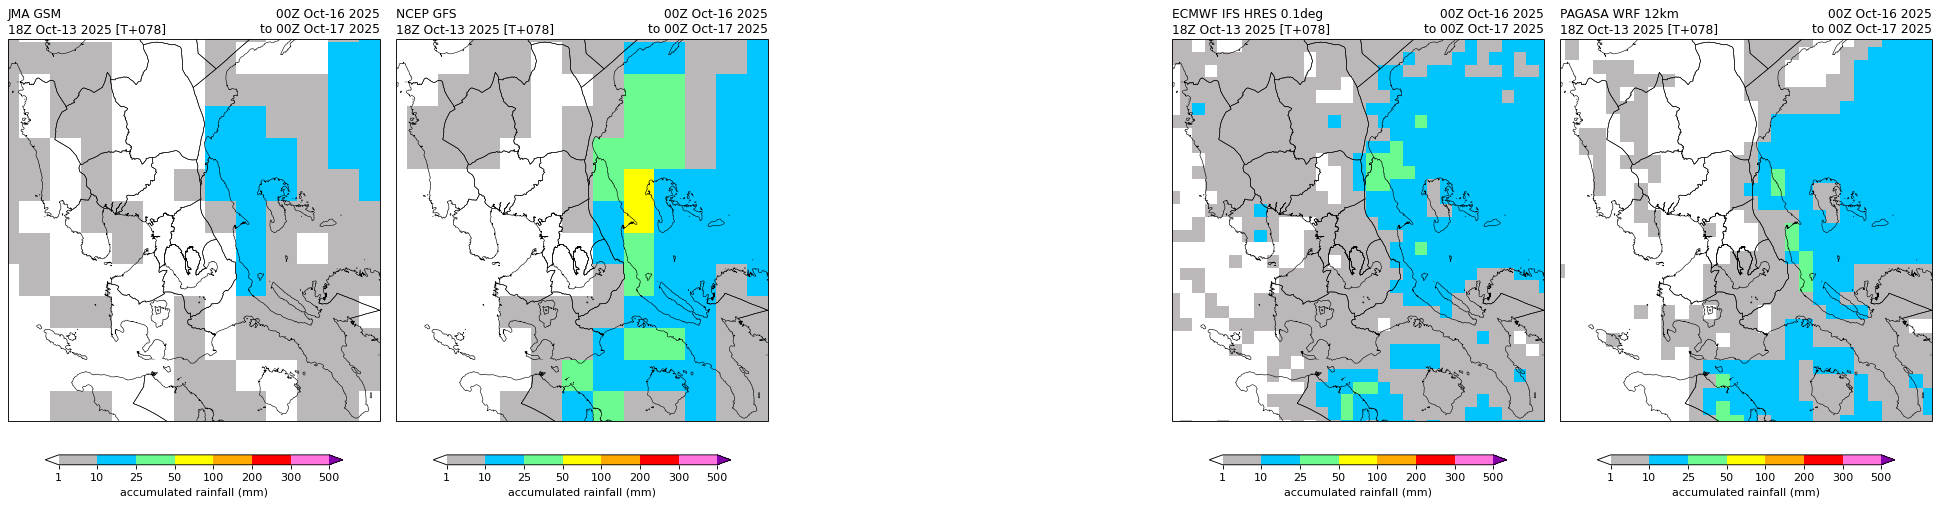 JMA GSM 00Z Oct-16 2025
18Z Oct-13 2025 [T+078] to 00Z Oct-17 2025
1 10 25 50 100 200 300 500
accumulated rainfall (mm)
NCEP GFS 00Z Oct-16 2025
18Z Oct-13 2025 [T+078] to 00Z Oct-17 2025
1 10 25 50 100 200 300 500
accumulated rainfall (mm)
ECMWF IFS HRES 0.1deg 00Z Oct-16 2025
18Z Oct-13 2025 [T+078] to 00Z Oct-17 2025
1 10 25 50 100 200 300 500
accumulated rainfall (mm)
PAGASA WRF 12km 00Z Oct-16 2025
18Z Oct-13 2025 [T+078] to 00Z Oct-17 2025
1 10 25 50 100 200 300 500
accumulated rainfall (mm)